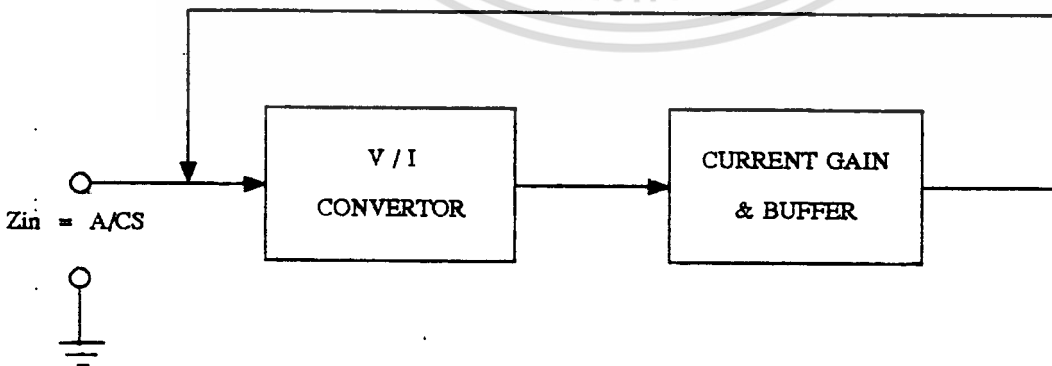 V / I
CONVERTOR
CURRENT GAIN
& BUFFER
Zin = A/CS